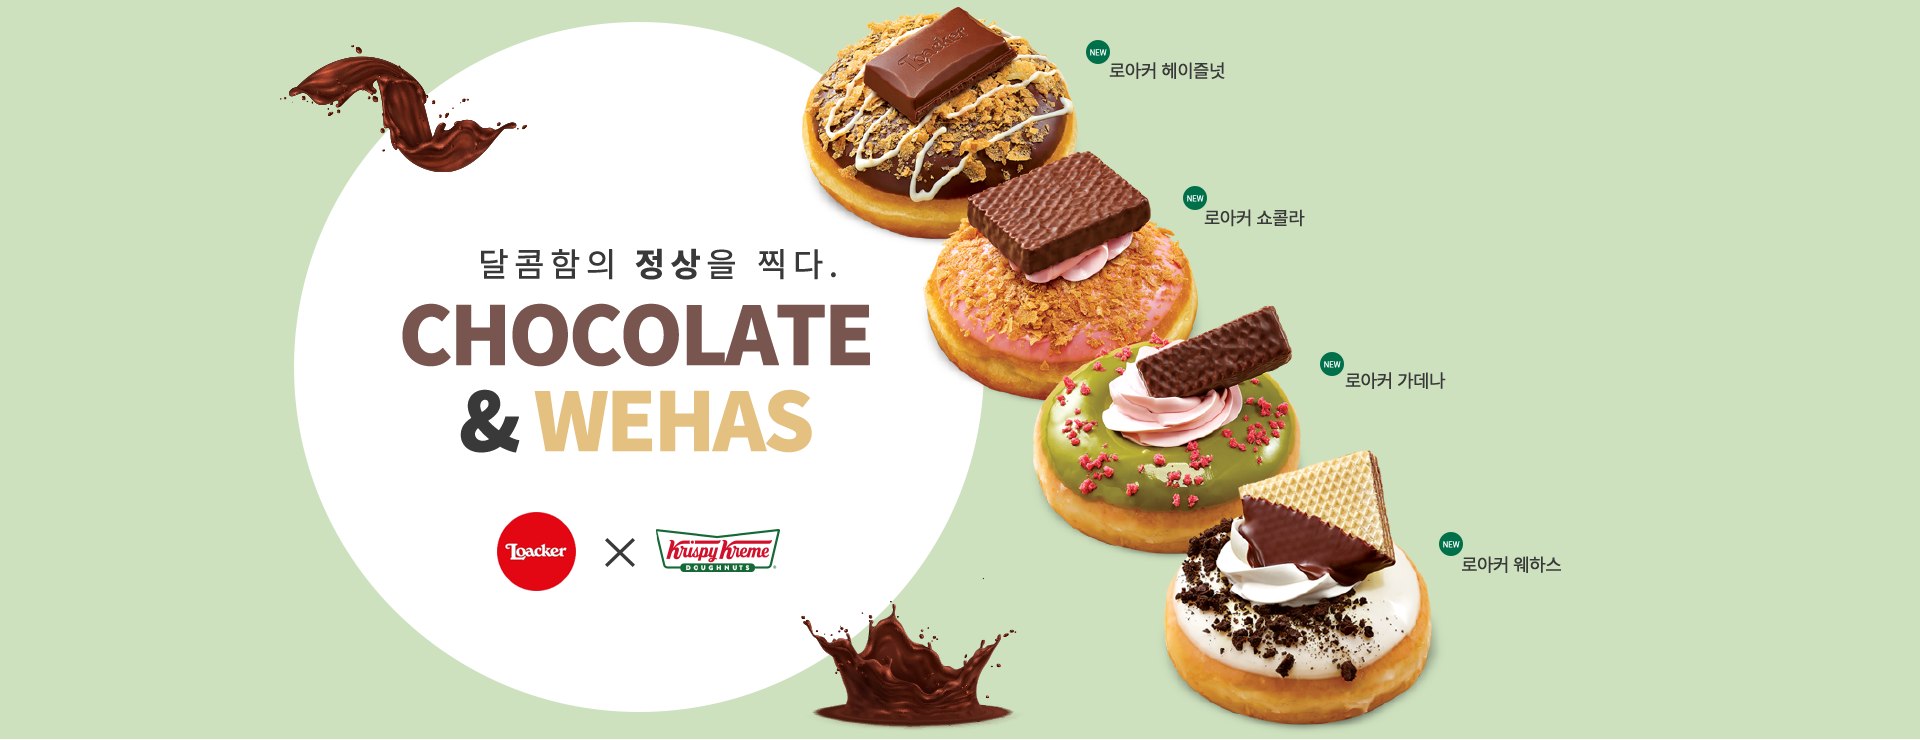 달콤함의 정상을 찍다.
CHOCOLATE
& WEHAS
Loacker
Krispy Kreme
DOUGHNUTS
Loacker
NEW
로아커 헤이즐넛
NEW
로아커 쇼콜라
NEW
로아커 가데나
NEW
로아커 웨하스